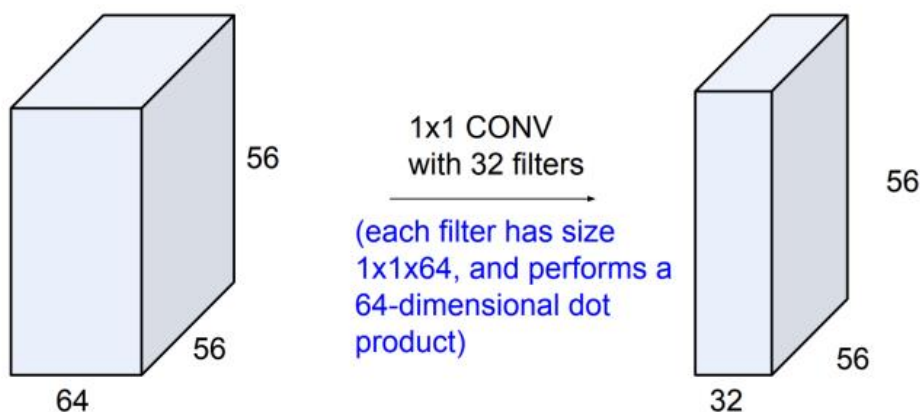 56
56
64
1x1 CONV
with 32 filters
(each filter has size
1x1x64, and performs a
64-dimensional dot
product)
56
56
32